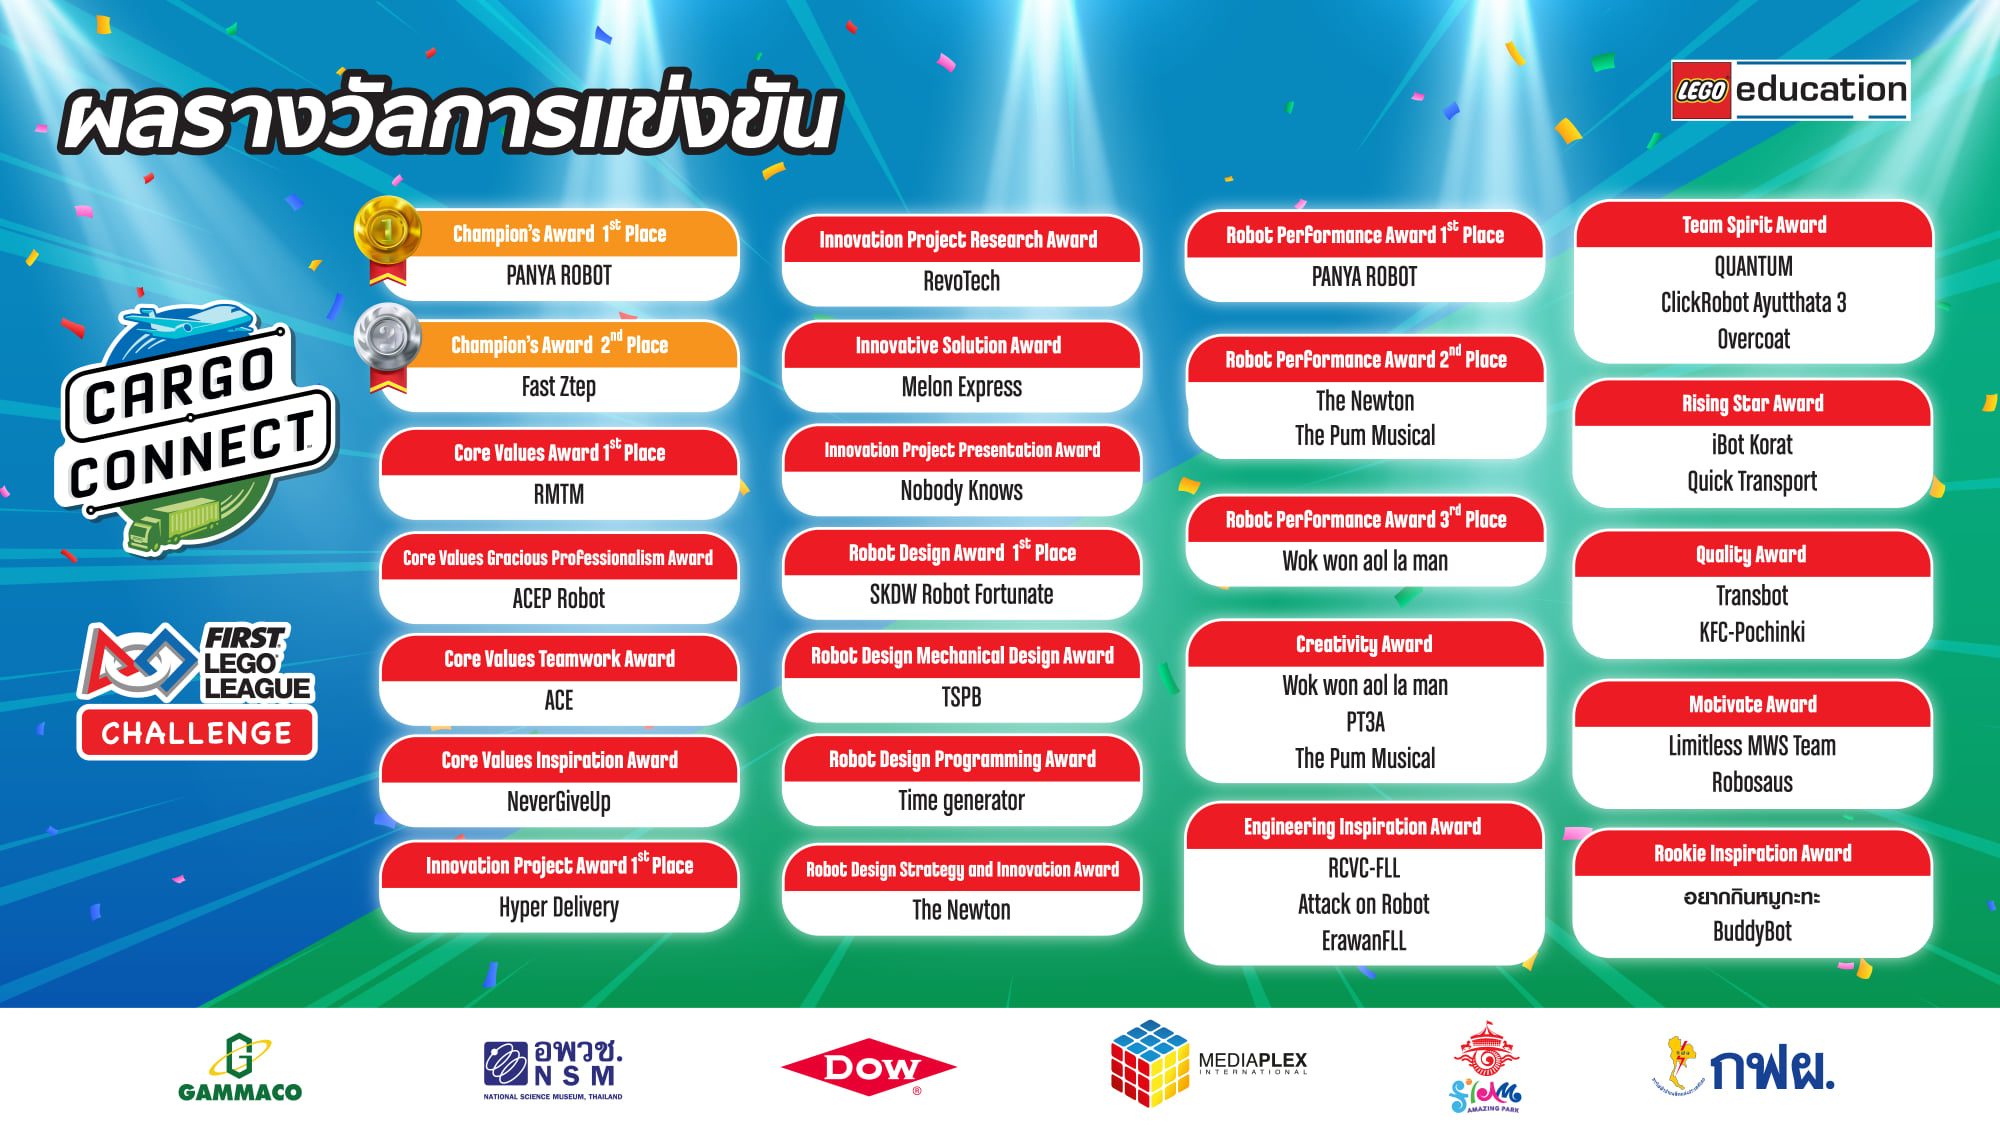 ผลรางวัลการแข่งขัน
LEGO education
CARGO
CONNECT
FIRST
LEGO
LEAGUE
CHALLENGE
1
Champion's Award 1st Place
PANYA ROBOT
2
Champion's Award 2nd Place
Fast Ztep
Core Values Award 1st Place
RMTM
Core Values Gracious Professionalism Award
ACEP Robot
Core Values Teamwork Award
ACE
Core Values Inspiration Award
NeverGiveUp
Innovation Project Award 1st Place
Hyper Delivery
Innovation Project Research Award
RevoTech
Innovative Solution Award
Melon Express
Innovation Project Presentation Award
Nobody Knows
Robot Design Award 1st Place
SKDW Robot Fortunate
Robot Design Mechanical Design Award
TSPB
Robot Design Programming Award
Time generator
Robot Design Strategy and Innovation Award
The Newton
Robot Performance Award 1st Place
PANYA ROBOT
Robot Performance Award 2nd Place
The Newton
The Pum Musical
Robot Performance Award 3rd Place
Wok won aol la man
Creativity Award
Wok won aol la man
PT3A
The Pum Musical
Engineering Inspiration Award
RCVC-FLL
Attack on Robot
ErawanFLL
Team Spirit Award
QUANTUM
ClickRobot Ayutthata 3
Overcoat
Rising Star Award
iBot Korat
Quick Transport
Quality Award
Transbot
KFC-Pochinki
Motivate Award
Limitless MWS Team
Robosaus
Rookie Inspiration Award
อยากกินหมูกะทะ
BuddyBot
G
GAMMACO
อพวช.
NSM
NATIONAL SCIENCE MUSEUM, THAILAND
DOW
®
MEDIAPLEX
INTERNATIONAL
SIAM
AMAZING PARK
กฟผ.